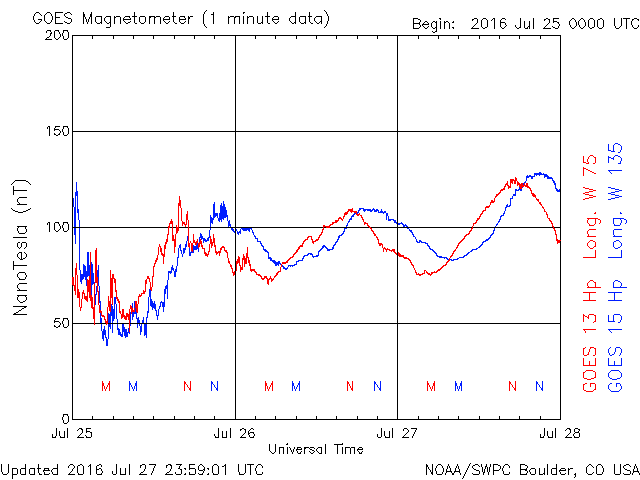 GOES Magnetometer (1 minute data)
Begin: 2016 Jul 25 0000 UTC
200
150
100
50
0
NanoTesla (nT)
M M N N M M N N M M N N
Jul 25 Jul 26 Jul 27 Jul 28
Universal Time
GOES 13 Hp Long. W 75
GOES 15 Hp Long. W 135
Updated 2016 Jul 27 23:59:01 UTC
NOAA/SWPC Boulder, CO USA